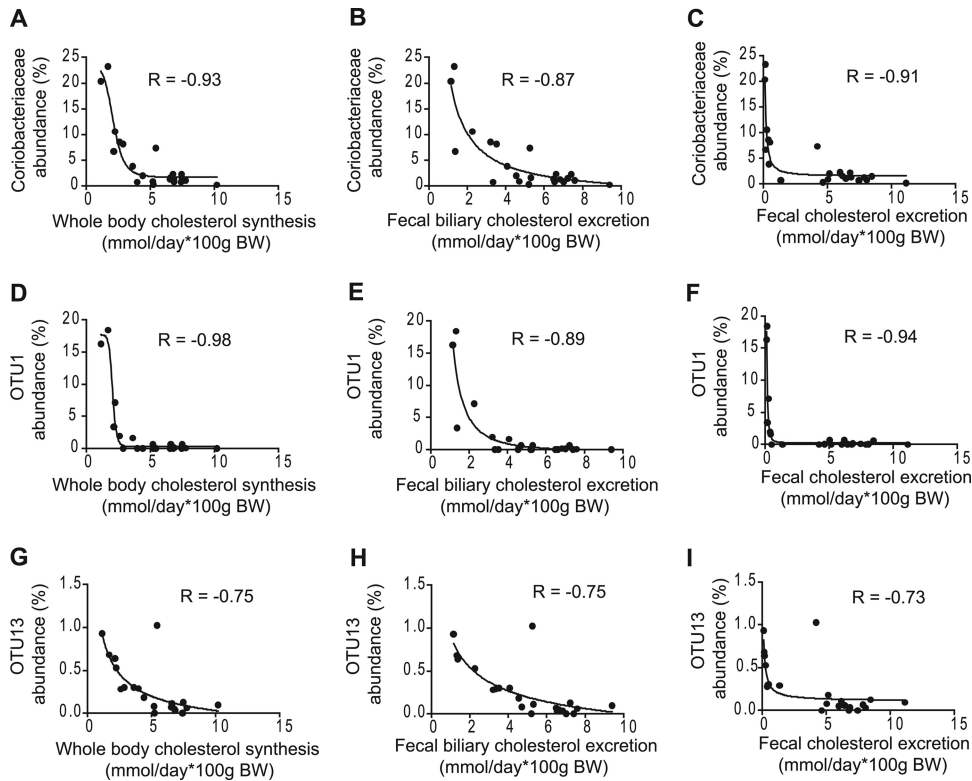 A
Coriobacteriaceae
abundance (%)
25
20
15
10
5
0
R = -0.93
0
5
10
15
Whole body cholesterol synthesis
(mmol/day*100g BW)
B
Coriobacteriaceae
abundance (%)
25
20
15
10
5
0
R = -0.87
0
2
4
6
8
10
Fecal biliary cholesterol excretion
(mmol/day*100g BW)
C
Coriobacteriaceae
abundance (%)
25
20
15
10
5
0
R = -0.91
0
5
10
15
Fecal cholesterol excretion
(mmol/day*100g BW)
D
OTU1
abundance (%)
20
15
10
5
0
R = -0.98
0
5
10
15
Whole body cholesterol synthesis
(mmol/day*100g BW)
E
OTU1
abundance (%)
20
15
10
5
0
R = -0.89
0
2
4
6
8
10
Fecal biliary cholesterol excretion
(mmol/day*100g BW)
F
OTU1
abundance (%)
20
15
10
5
0
R = -0.94
0
5
10
15
Fecal cholesterol excretion
(mmol/day*100g BW)
G
OTU13
abundance (%)
1.5
1.0
0.5
0.0
R = -0.75
0
5
10
15
Whole body cholesterol synthesis
(mmol/day*100g BW)
H
OTU13
abundance (%)
1.5
1.0
0.5
0.0
R = -0.75
0
2
4
6
8
10
Fecal biliary cholesterol excretion
(mmol/day*100g BW)
I
OTU13
abundance (%)
1.5
1.0
0.5
0.0
R = -0.73
0
5
10
15
Fecal cholesterol excretion
(mmol/day*100g BW)